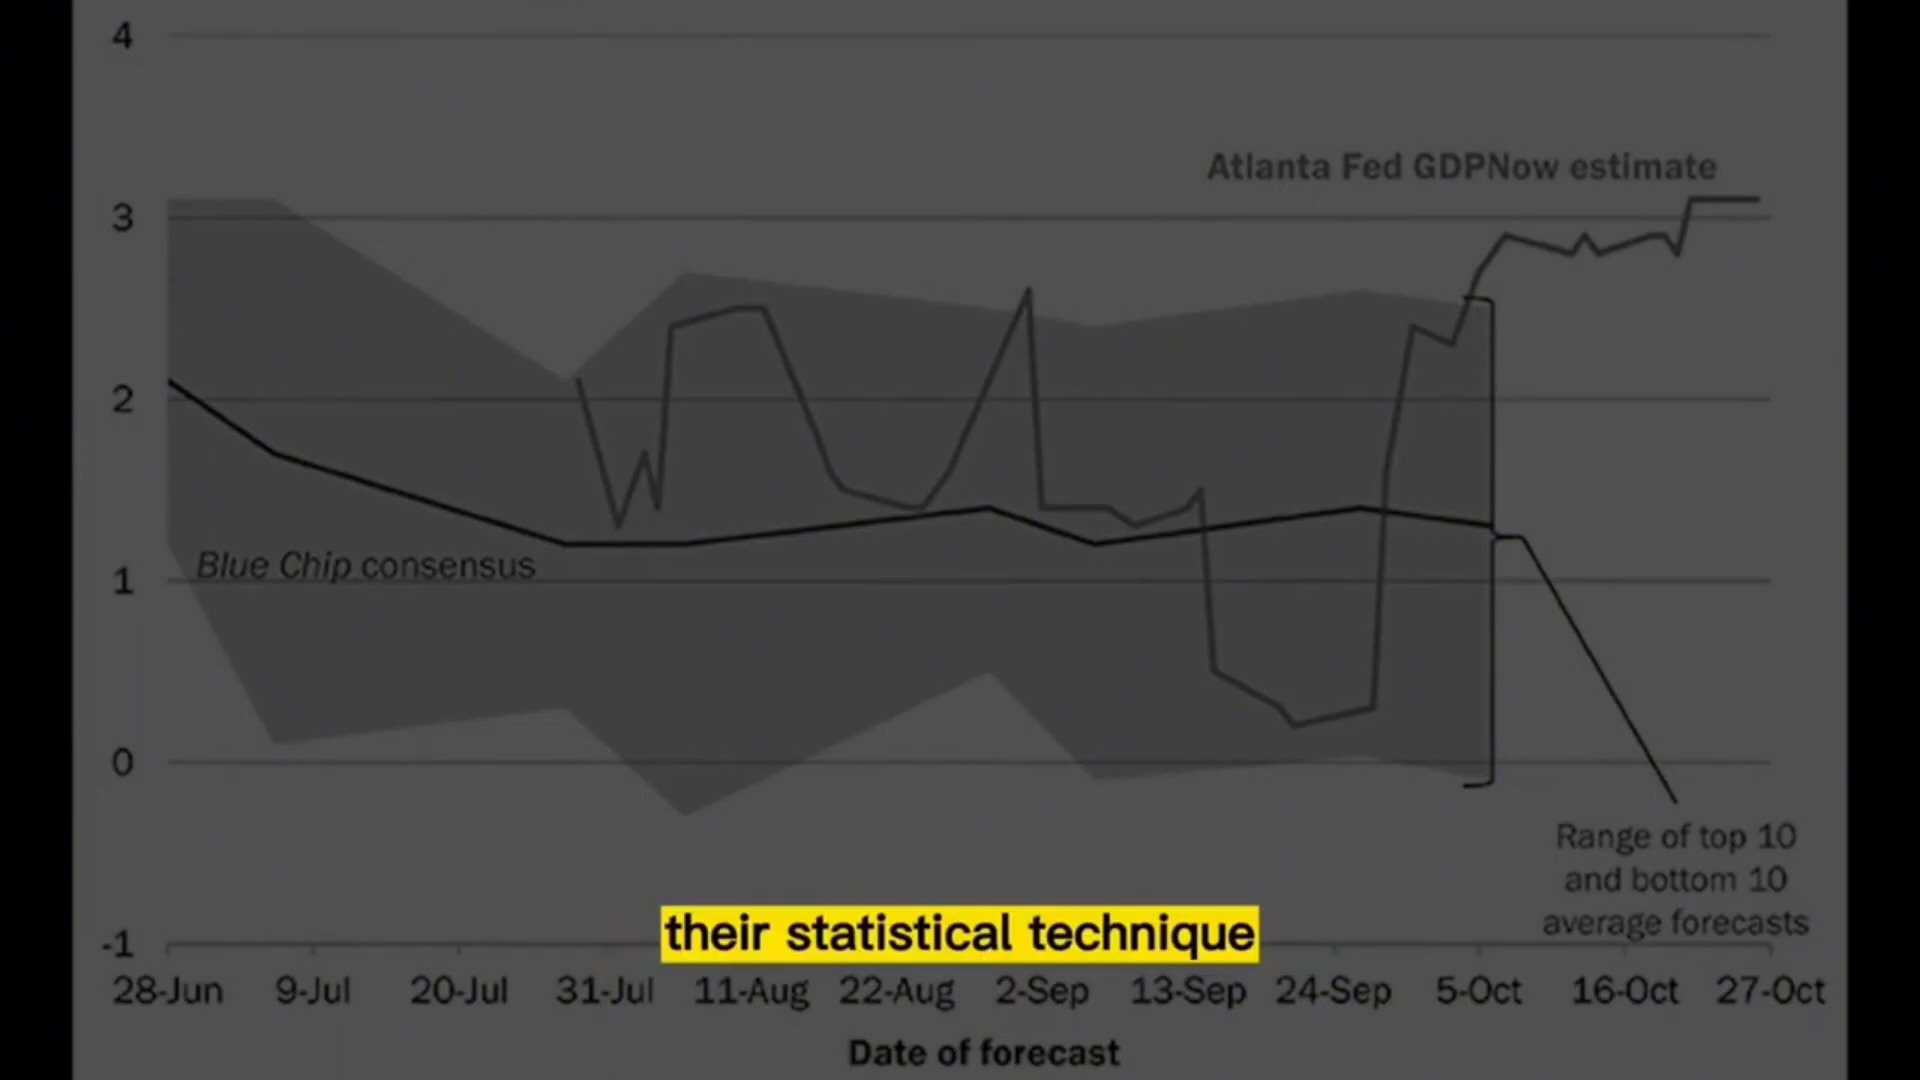 4
Atlanta Fed GDPNow estimate
3
2
Blue Chip consensus
1
0
Range of top 10
and bottom 10
average forecasts
their statistical technique
-1
28-Jun 9-Jul 20-Jul 31-Jul 11-Aug 22-Aug 2-Sep 13-Sep 24-Sep 5-Oct 16-Oct 27-Oct
Date of forecast